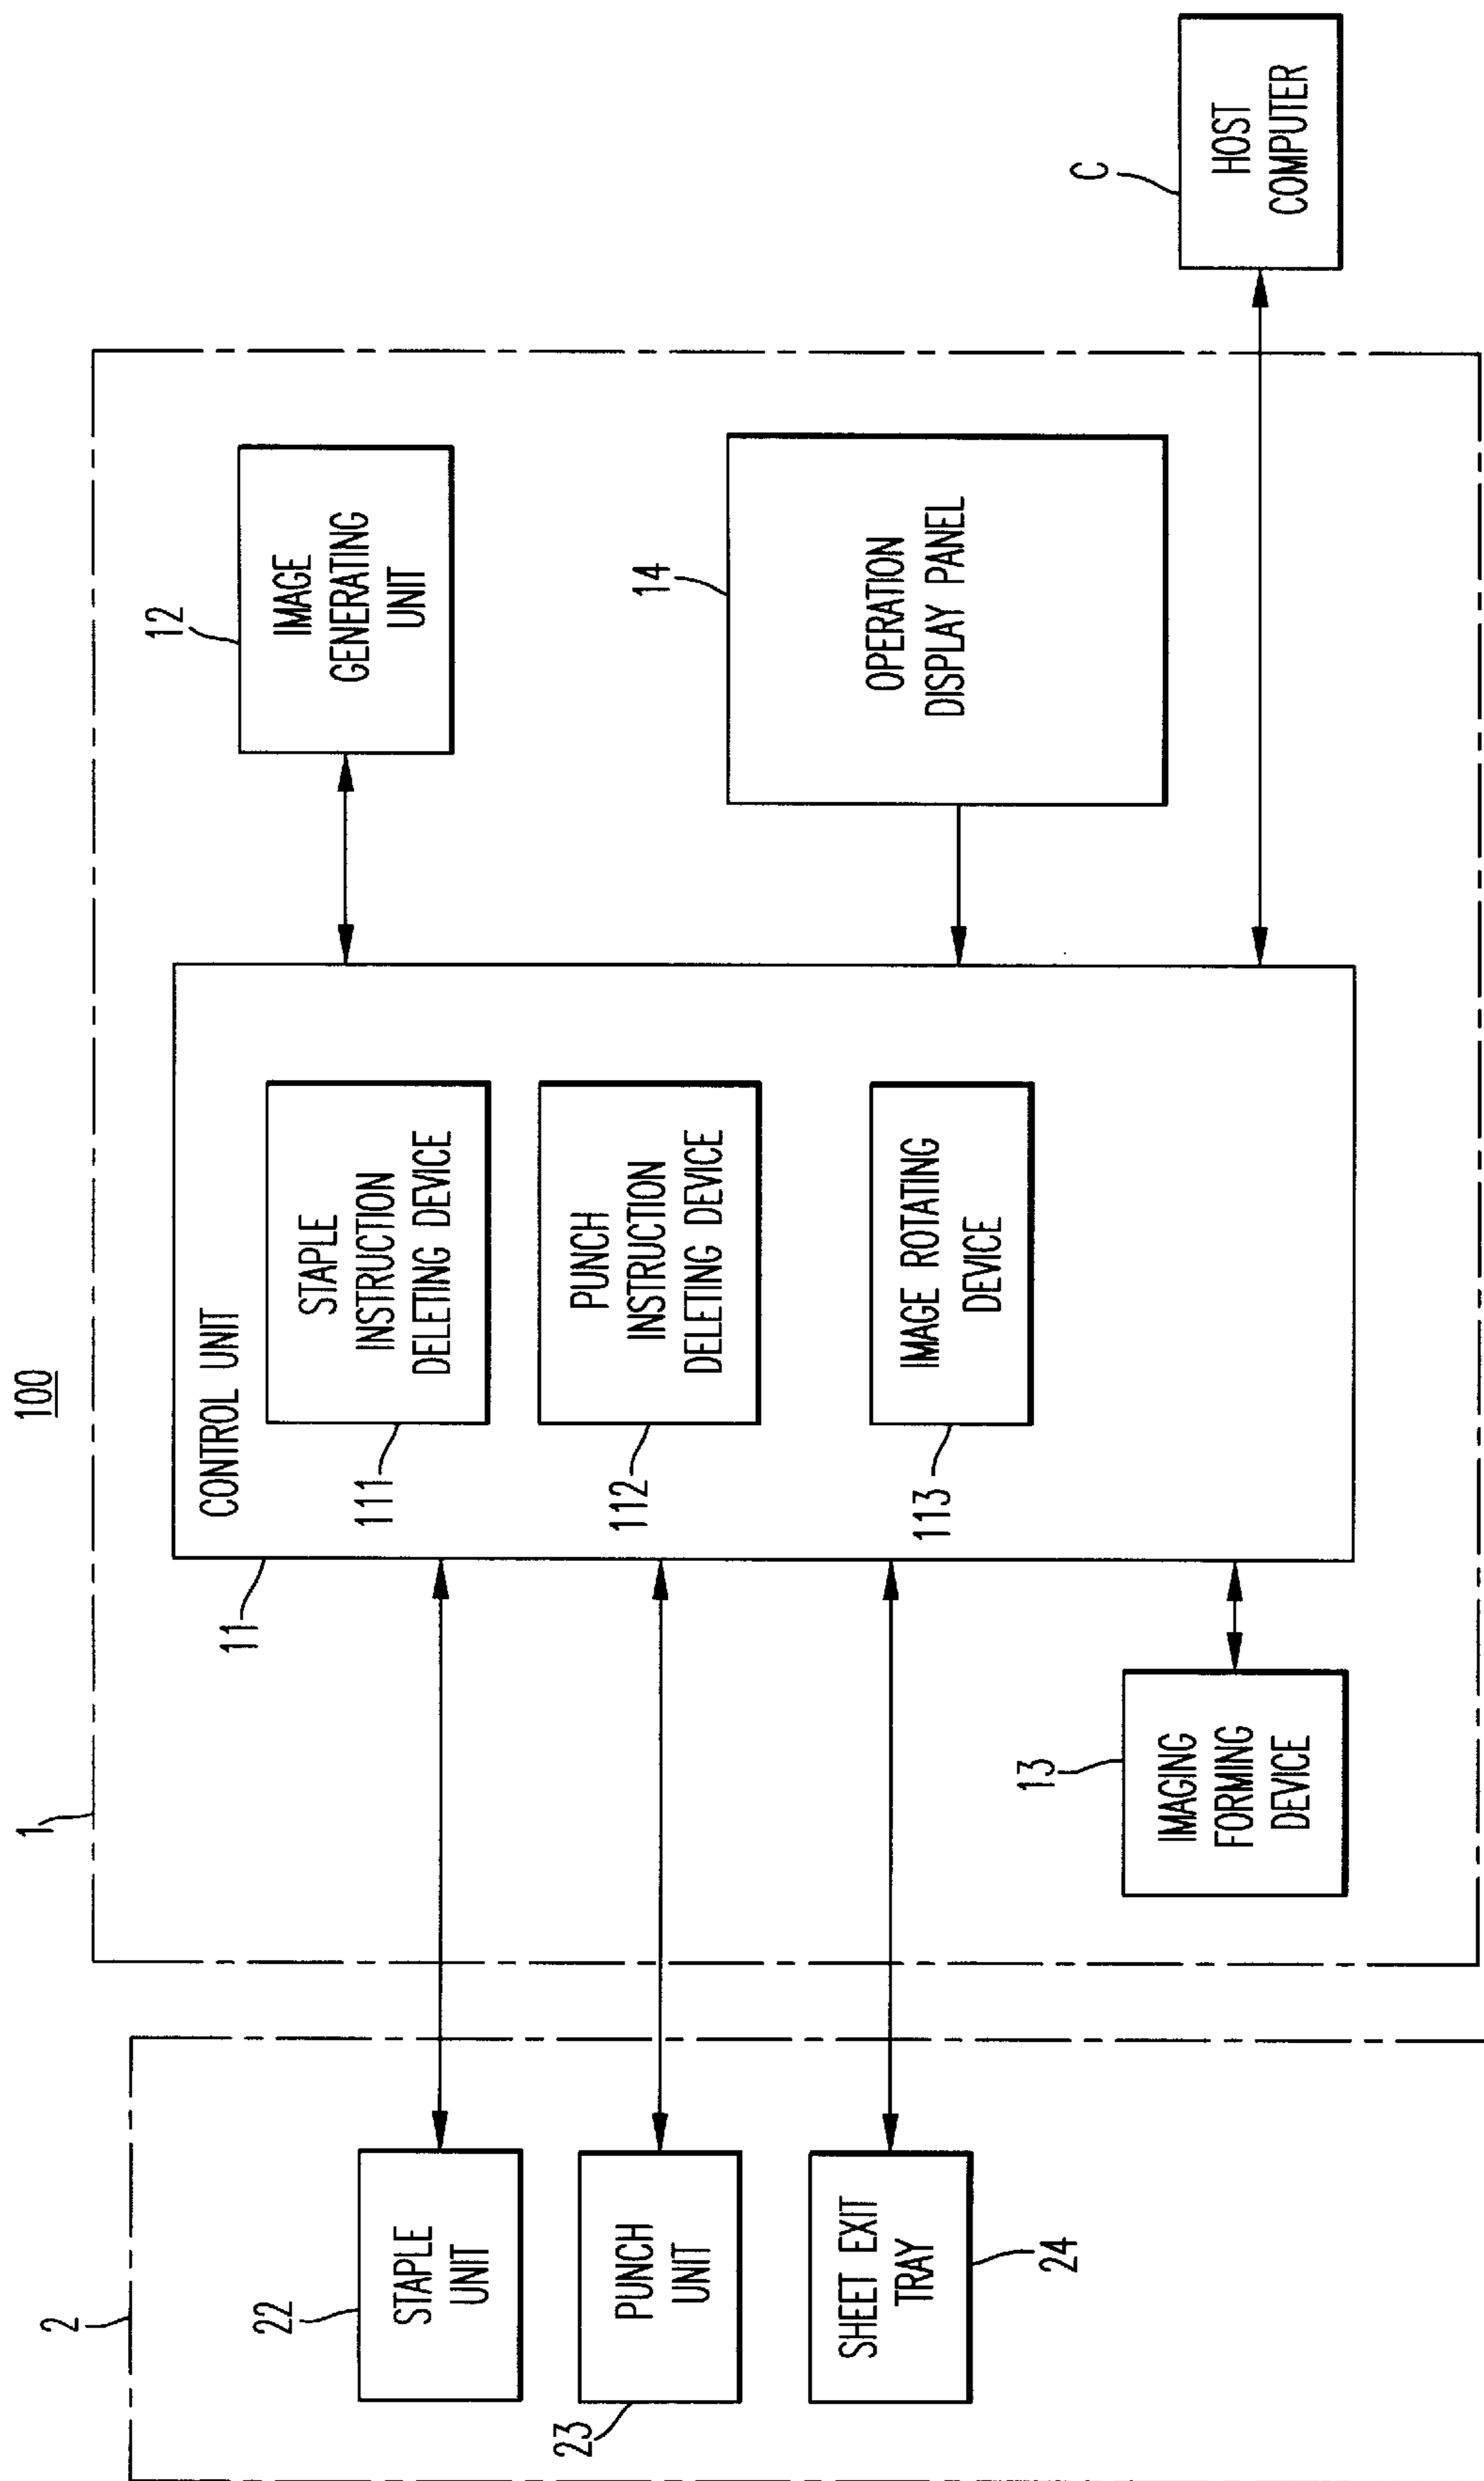 100
1
2
CONTROL UNIT
11
STAPLE
INSTRUCTION
DELETING DEVICE
111
PUNCH
INSTRUCTION
DELETING DEVICE
112
IMAGE ROTATING
DEVICE
113
12
IMAGE
GENERATING
UNIT
14
OPERATION
DISPLAY PANEL
C
HOST
COMPUTER
22
STAPLE
UNIT
23
PUNCH
UNIT
SHEET EXIT
TRAY
24
13
IMAGING
FORMING
DEVICE